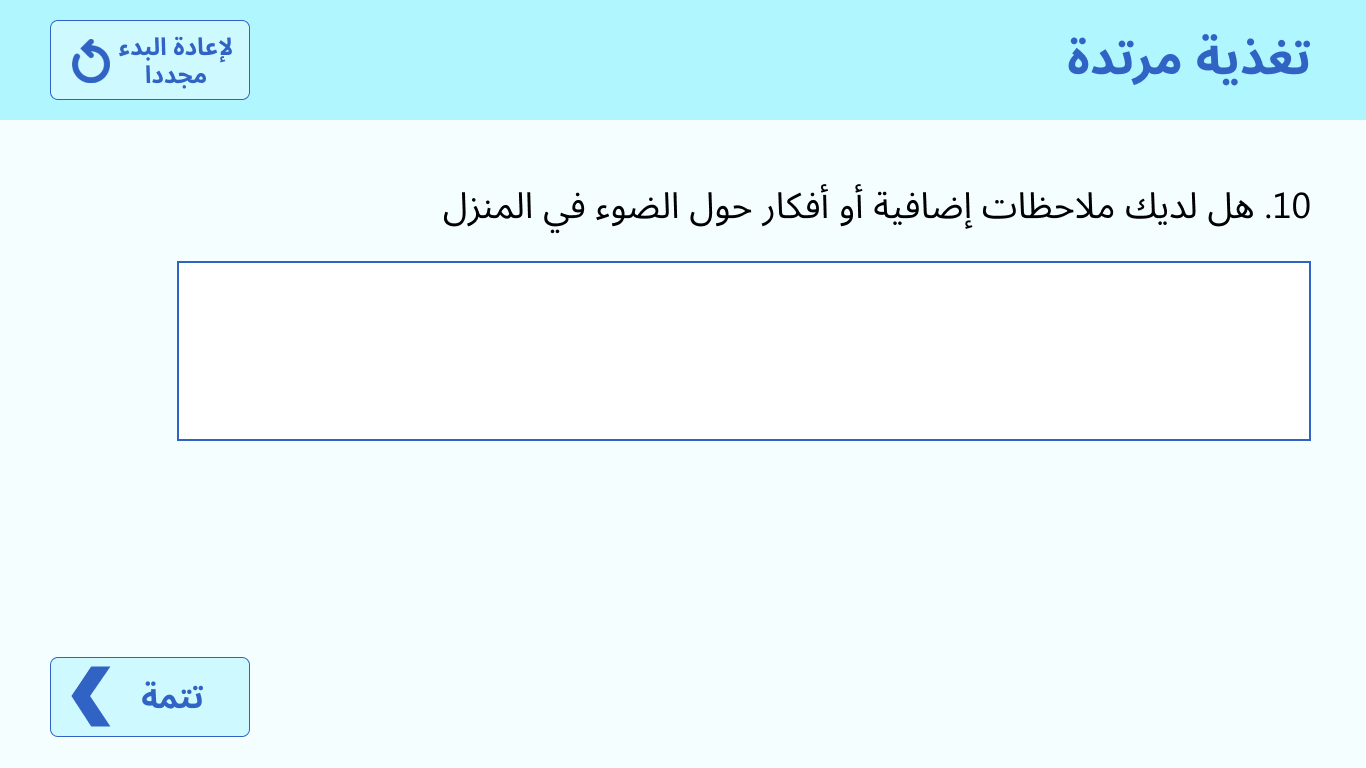 تغذية مرتدة
لإعادة البدء
مجددا
10. هل لديك ملاحظات إضافية أو أفكار حول الضوء في المنزل
تتمة